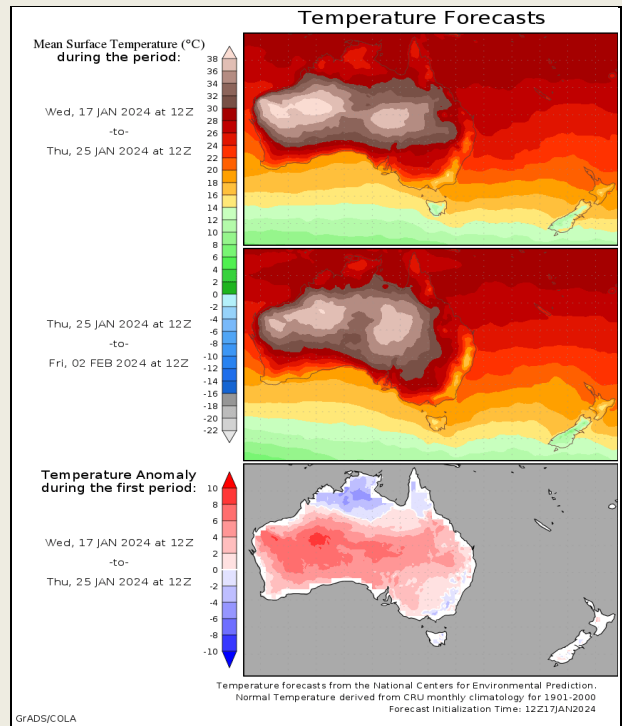 Temperature Forecasts
Mean Surface Temperature (°C)
during the period:
Wed, 17 JAN 2024 at 12Z
-to-
Thu, 25 JAN 2024 at 12Z
38
36
34
32
30
28
26
24
22
20
18
16
14
12
10
8
6
4
2
0
-2
-4
-6
-8
-10
-12
-14
-16
-18
-20
-22
Thu, 25 JAN 2024 at 12Z
-to-
Fri, 02 FEB 2024 at 12Z
Temperature Anomaly
during the first period:
Wed, 17 JAN 2024 at 12Z
-to-
Thu, 25 JAN 2024 at 12Z
10
8
6
4
2
0
-2
-4
-6
-8
-10
Temperature forecasts from the National Centers for Environmental Prediction.
Normal Temperature derived from CRU monthly climatology for 1901-2000
Forecast Initialization Time: 12Z17JAN2024
GrADS/COLA